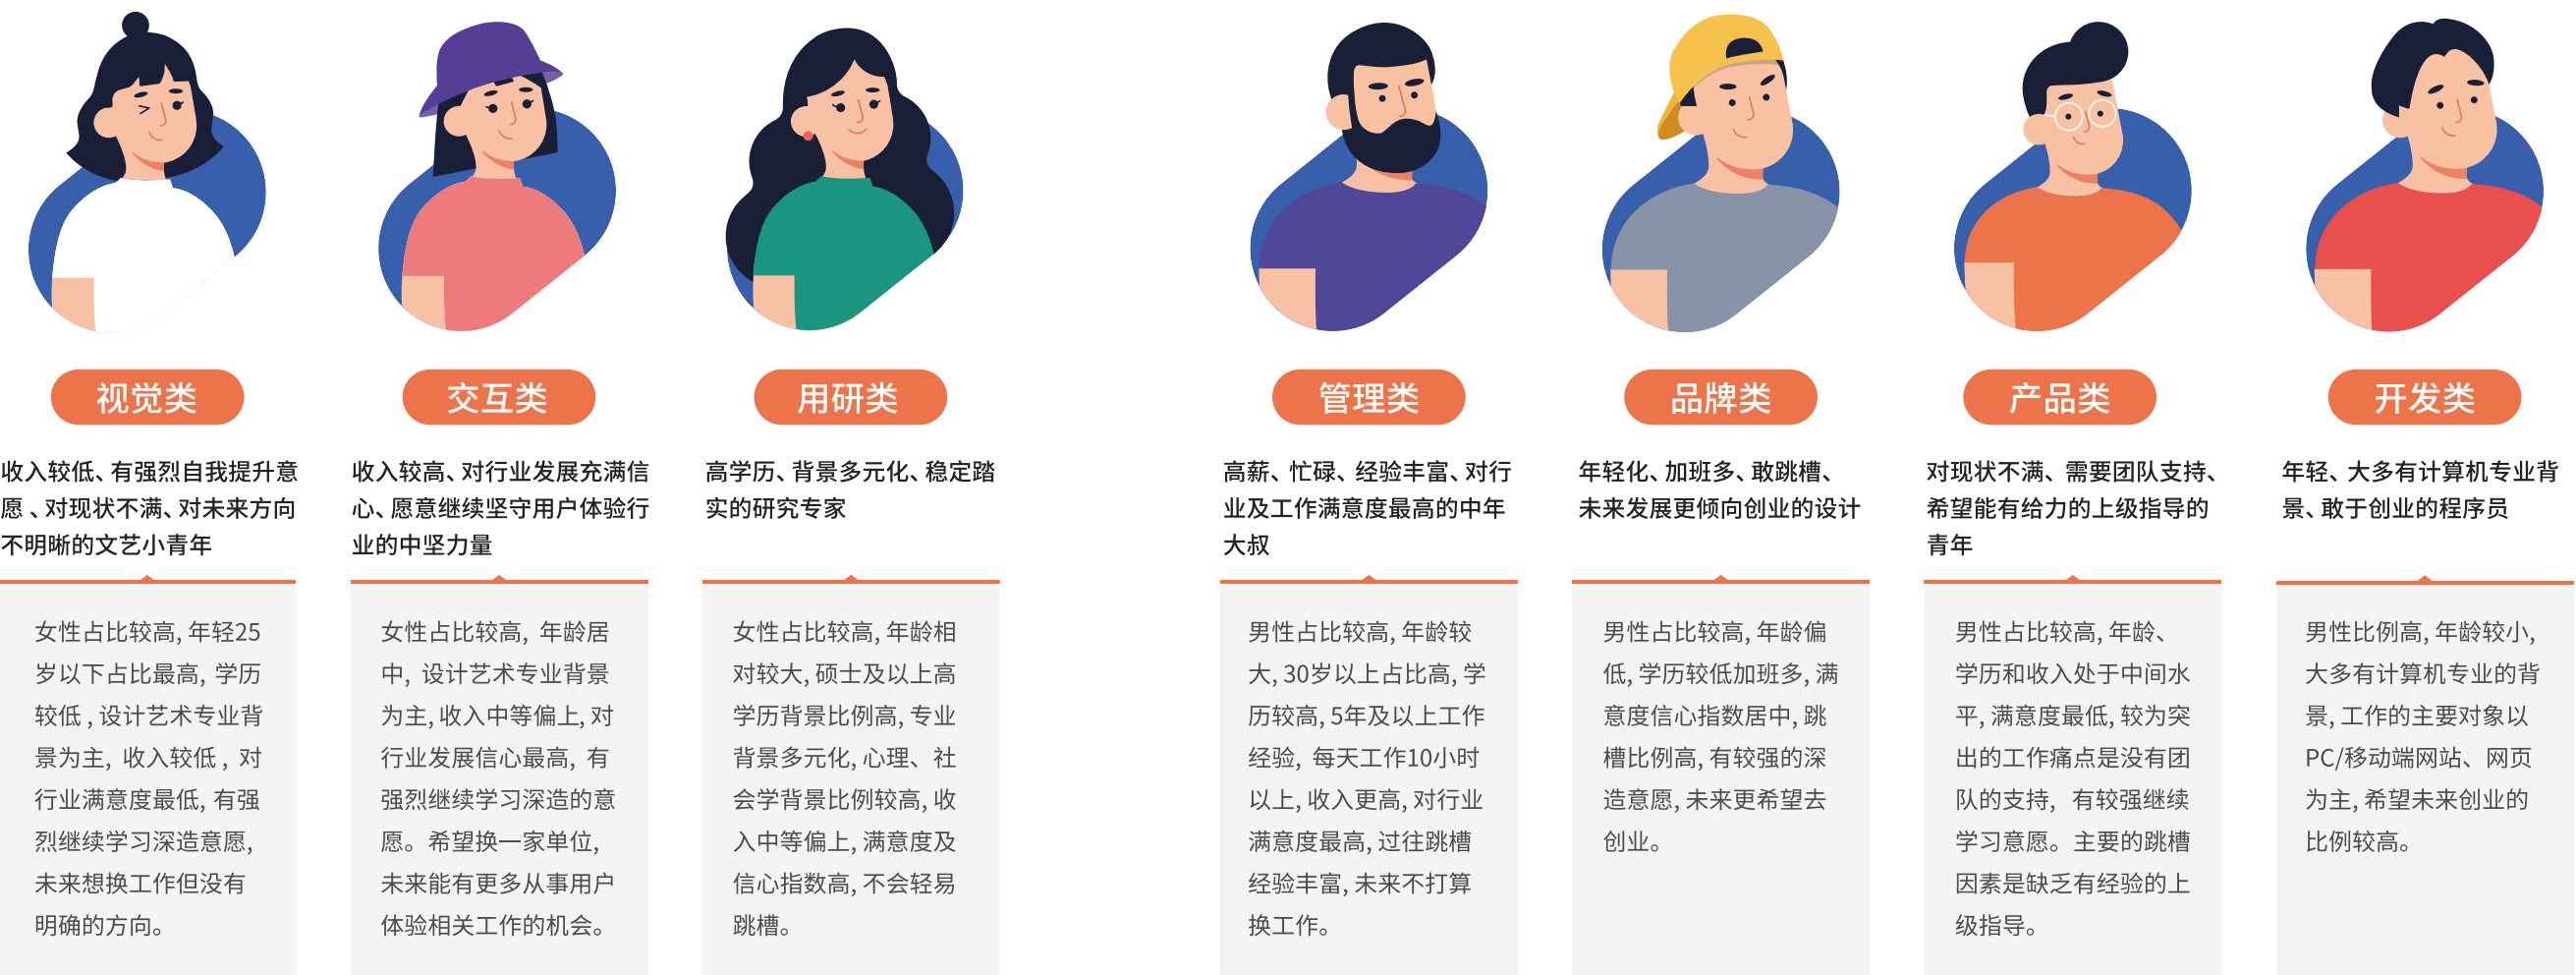 视觉类
收入较低、有强烈自我提升意
愿 、对现状不满、对未来方向
不明晰的文艺小青年
女性占比较高, 年轻25
岁以下占比最高, 学历
较低 , 设计艺术专业背
景为主, 收入较低 , 对
行业满意度最低, 有强
烈继续学习深造意愿,
未来想换工作但没有
明确的方向。
交互类
收入较高、对行业发展充满信
心、愿意继续坚守用户体验行
业的中坚力量
女性占比较高, 年龄居
中, 设计艺术专业背景
为主, 收入中等偏上, 对
行业发展信心最高, 有
强烈继续学习深造的意
愿。希望换一家单位,
未来能有更多从事用户
体验相关工作的机会。
用研类
高学历、背景多元化、稳定踏
实的研究专家
女性占比较高, 年龄相
对较大, 硕士及以上高
学历背景比例高, 专业
背景多元化, 心理、社
会学背景比例较高, 收
入中等偏上, 满意度及
信心指数高, 不会轻易
跳槽。
管理类
高薪、忙碌、经验丰富、对行
业及工作满意度最高的中年
大叔
男性占比较高, 年龄较
大, 30岁以上占比高, 学
历较高, 5年及以上工作
经验, 每天工作10小时
以上, 收入更高, 对行业
满意度最高, 过往跳槽
经验丰富, 未来不打算
换工作。
品牌类
年轻化、加班多、敢跳槽、
未来发展更倾向创业的设计
男性占比较高, 年龄偏
低, 学历较低加班多, 满
意度信心指数居中, 跳
槽比例高, 有较强的深
造意愿, 未来更希望去
创业。
产品类
对现状不满、需要团队支持、
希望能有给力的上级指导的
青年
男性占比较高, 年龄、
学历和收入处于中间水
平, 满意度最低, 较为突
出的工作痛点是没有团
队的支持, 有较强继续
学习意愿。主要的跳槽
因素是缺乏有经验的上
级指导。
开发类
年轻、大多有计算机专业背
景、敢于创业的程序员
男性比例高, 年龄较小,
大多有计算机专业的背
景, 工作的主要对象以
PC/移动端网站、网页
为主, 希望未来创业的
比例较高。